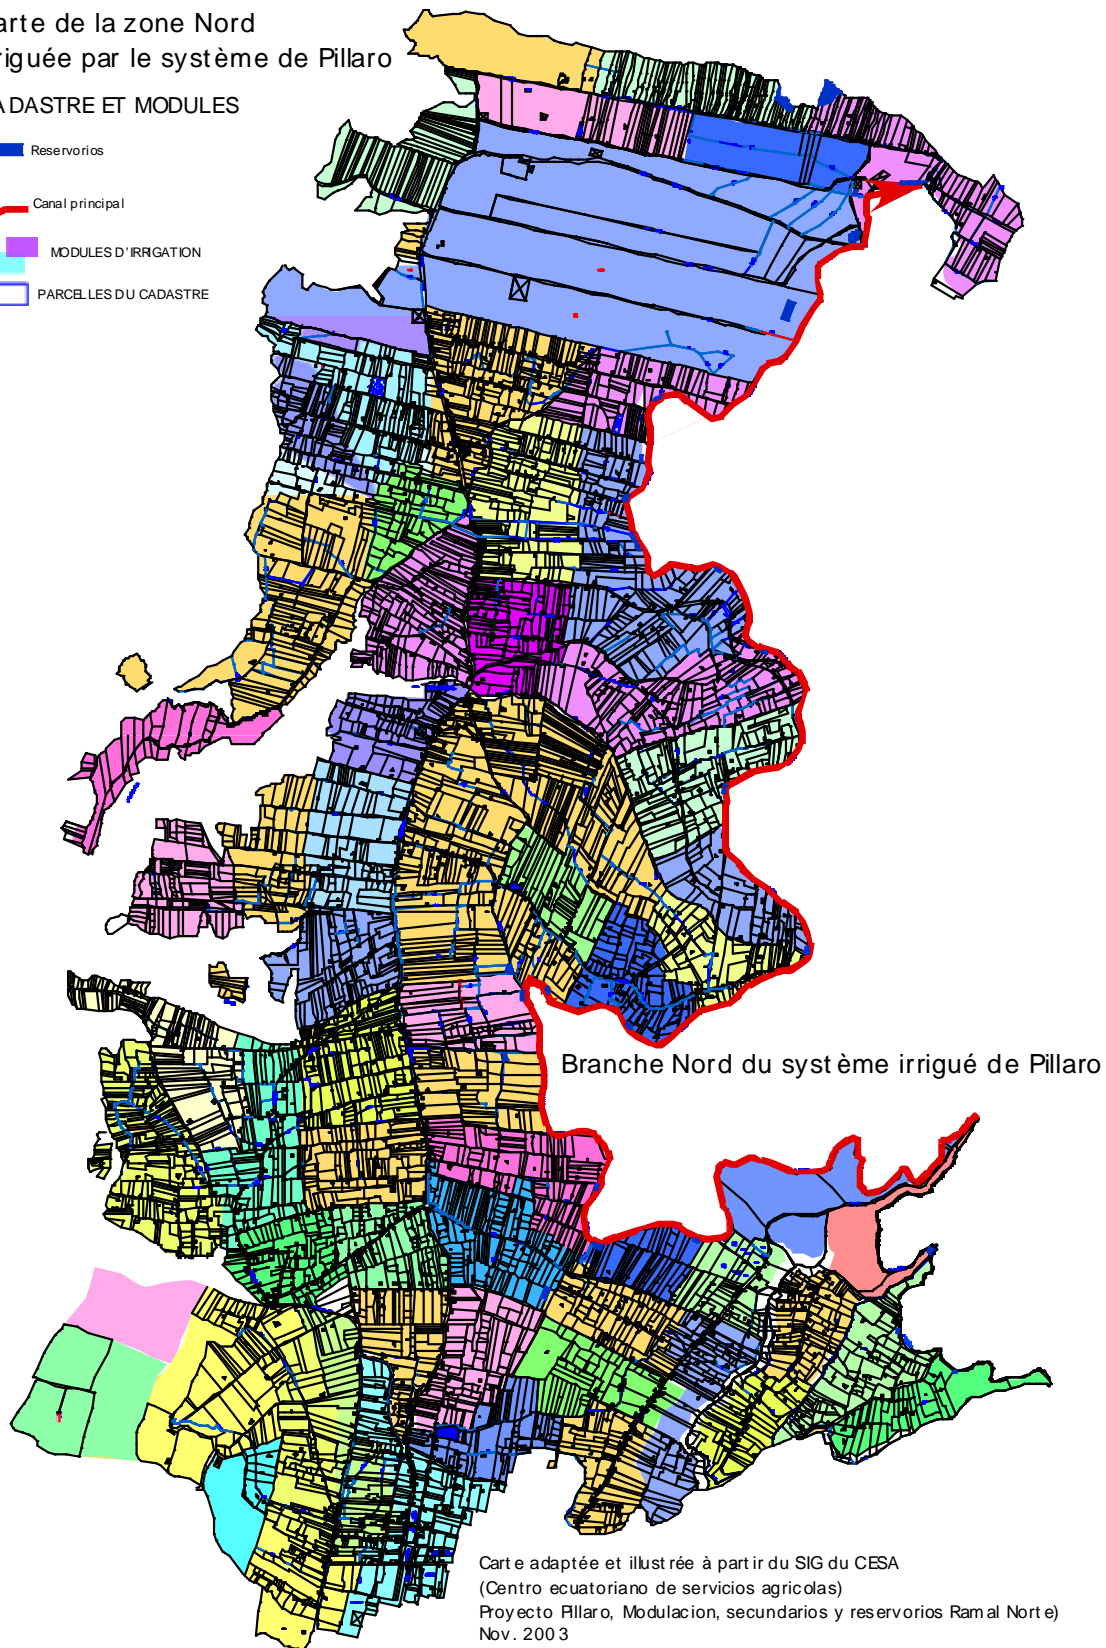 arte de la zone Nord
riguée par le système de Pillaro
ADASTRE ET MODULES
Reservorios
Canal principal
MODULES D'IRRIGATION
PARCELLES DU CADASTRE
Branche Nord du système irrigué de Pillaro
Carte adaptée et illustrée à partir du SIG du CESA
(Centro ecuatoriano de servicios agricolas)
Proyecto Pillaro, Modulacion, secundarios y reservorios Ramal Norte)
Nov. 2003